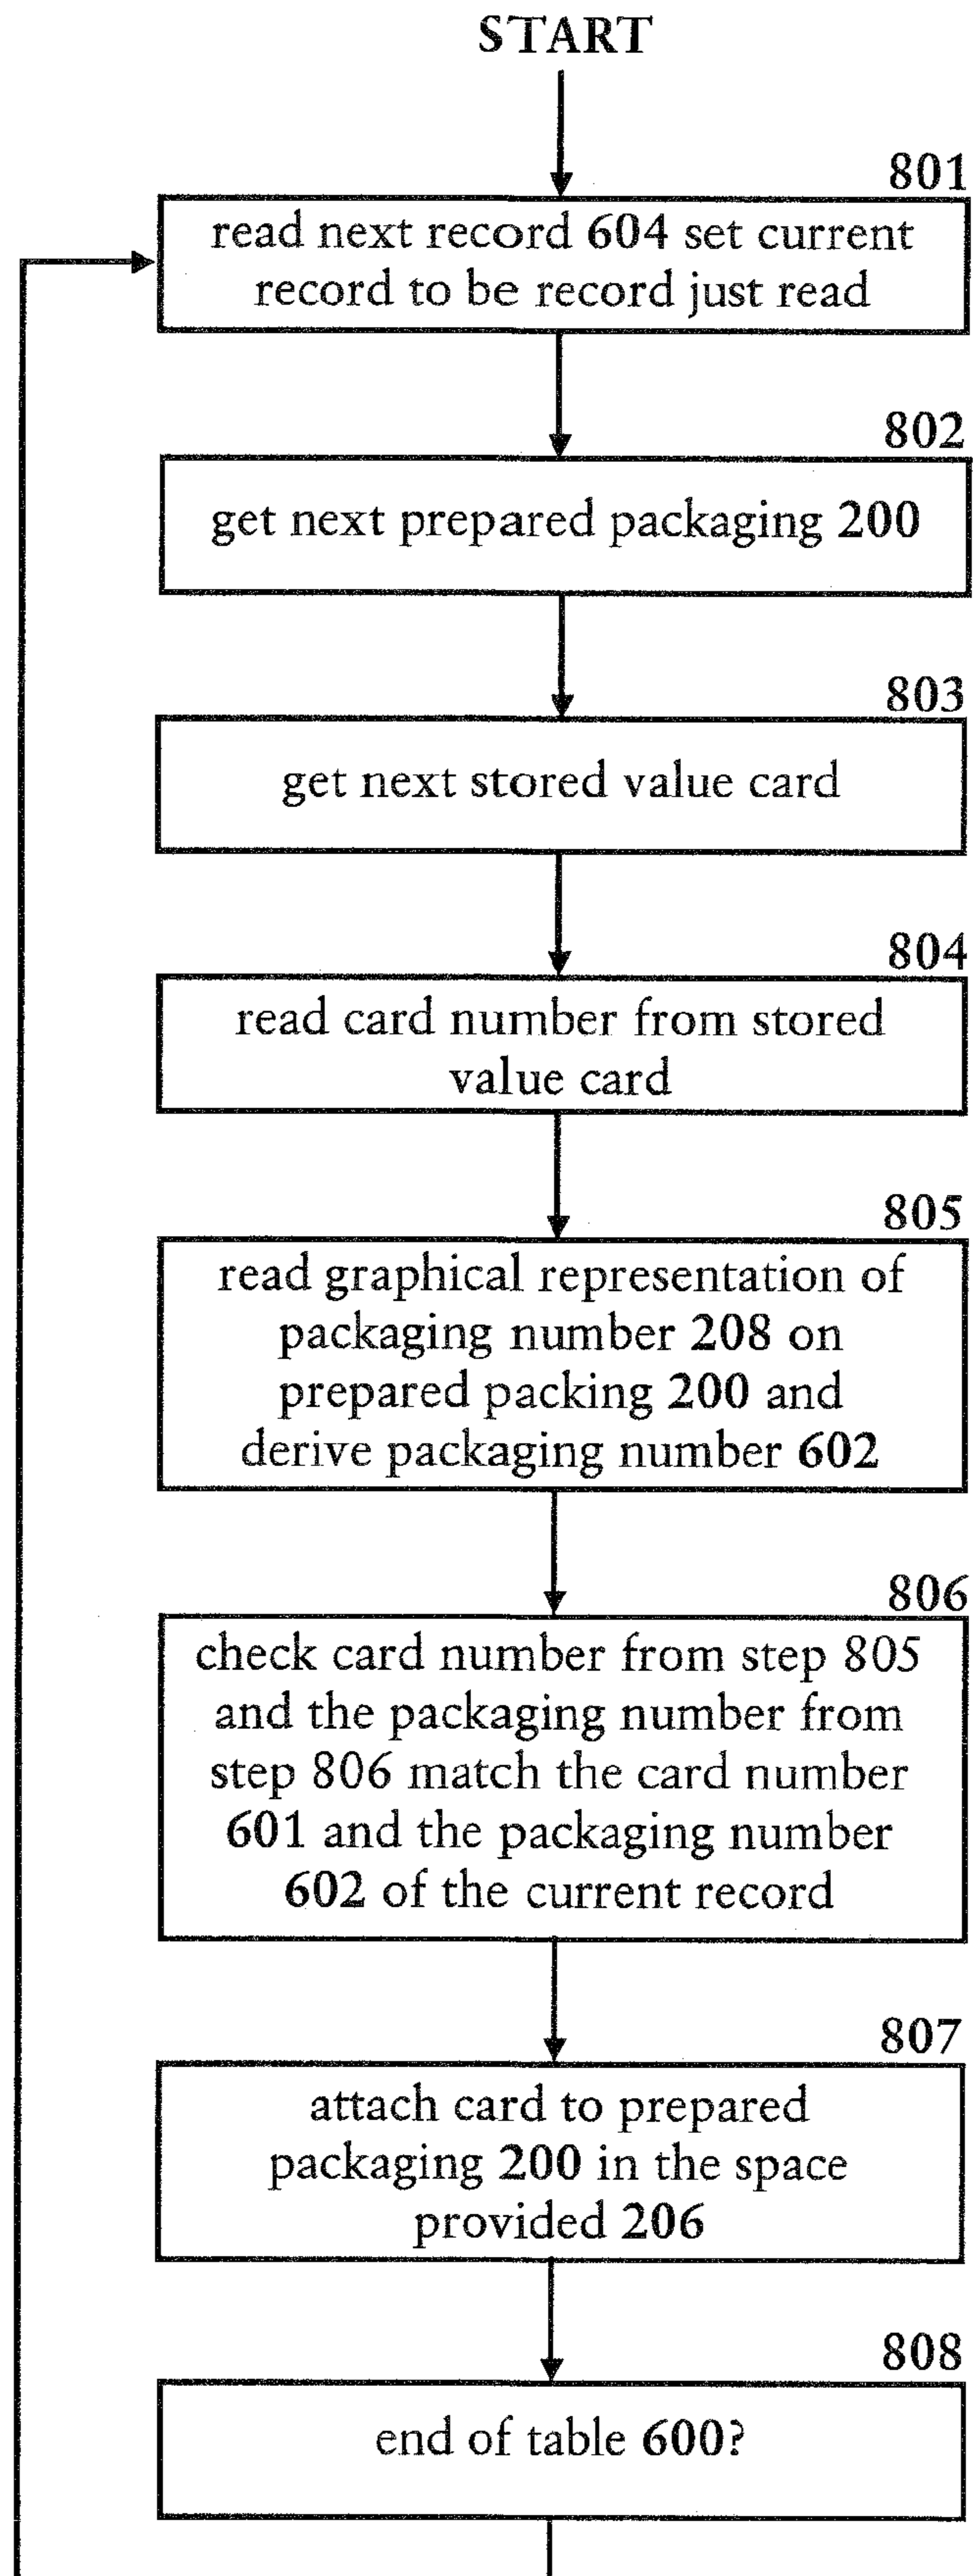 START
801
read next record 604 set current
record to be record just read
802
get next prepared packaging 200
803
get next stored value card
804
read card number from stored
value card
805
read graphical representation of
packaging number 208 on
prepared packing 200 and
derive packaging number 602
806
check card number from step 805
and the packaging number from
step 806 match the card number
601 and the packaging number
602 of the current record
807
attach card to prepared
packaging 200 in the space
provided 206
808
end of table 600?